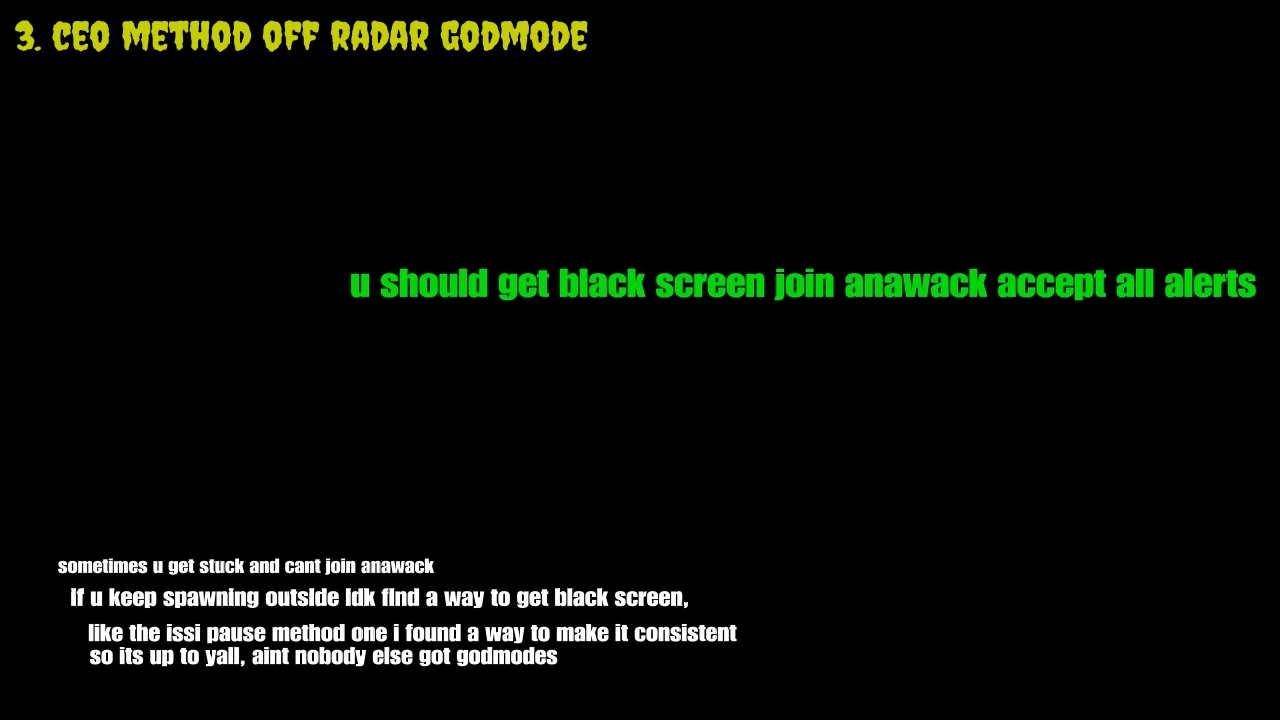 3. CEO METHOD OFF RADAR GODMODE
u should get black screen join anawack accept all alerts
sometimes u get stuck and cant join anawack
If u keep spawning outside idk find a way to get black screen,
like the issi pause method one i found a way to make it consistent
so its up to yall, aint nobody else got godmodes